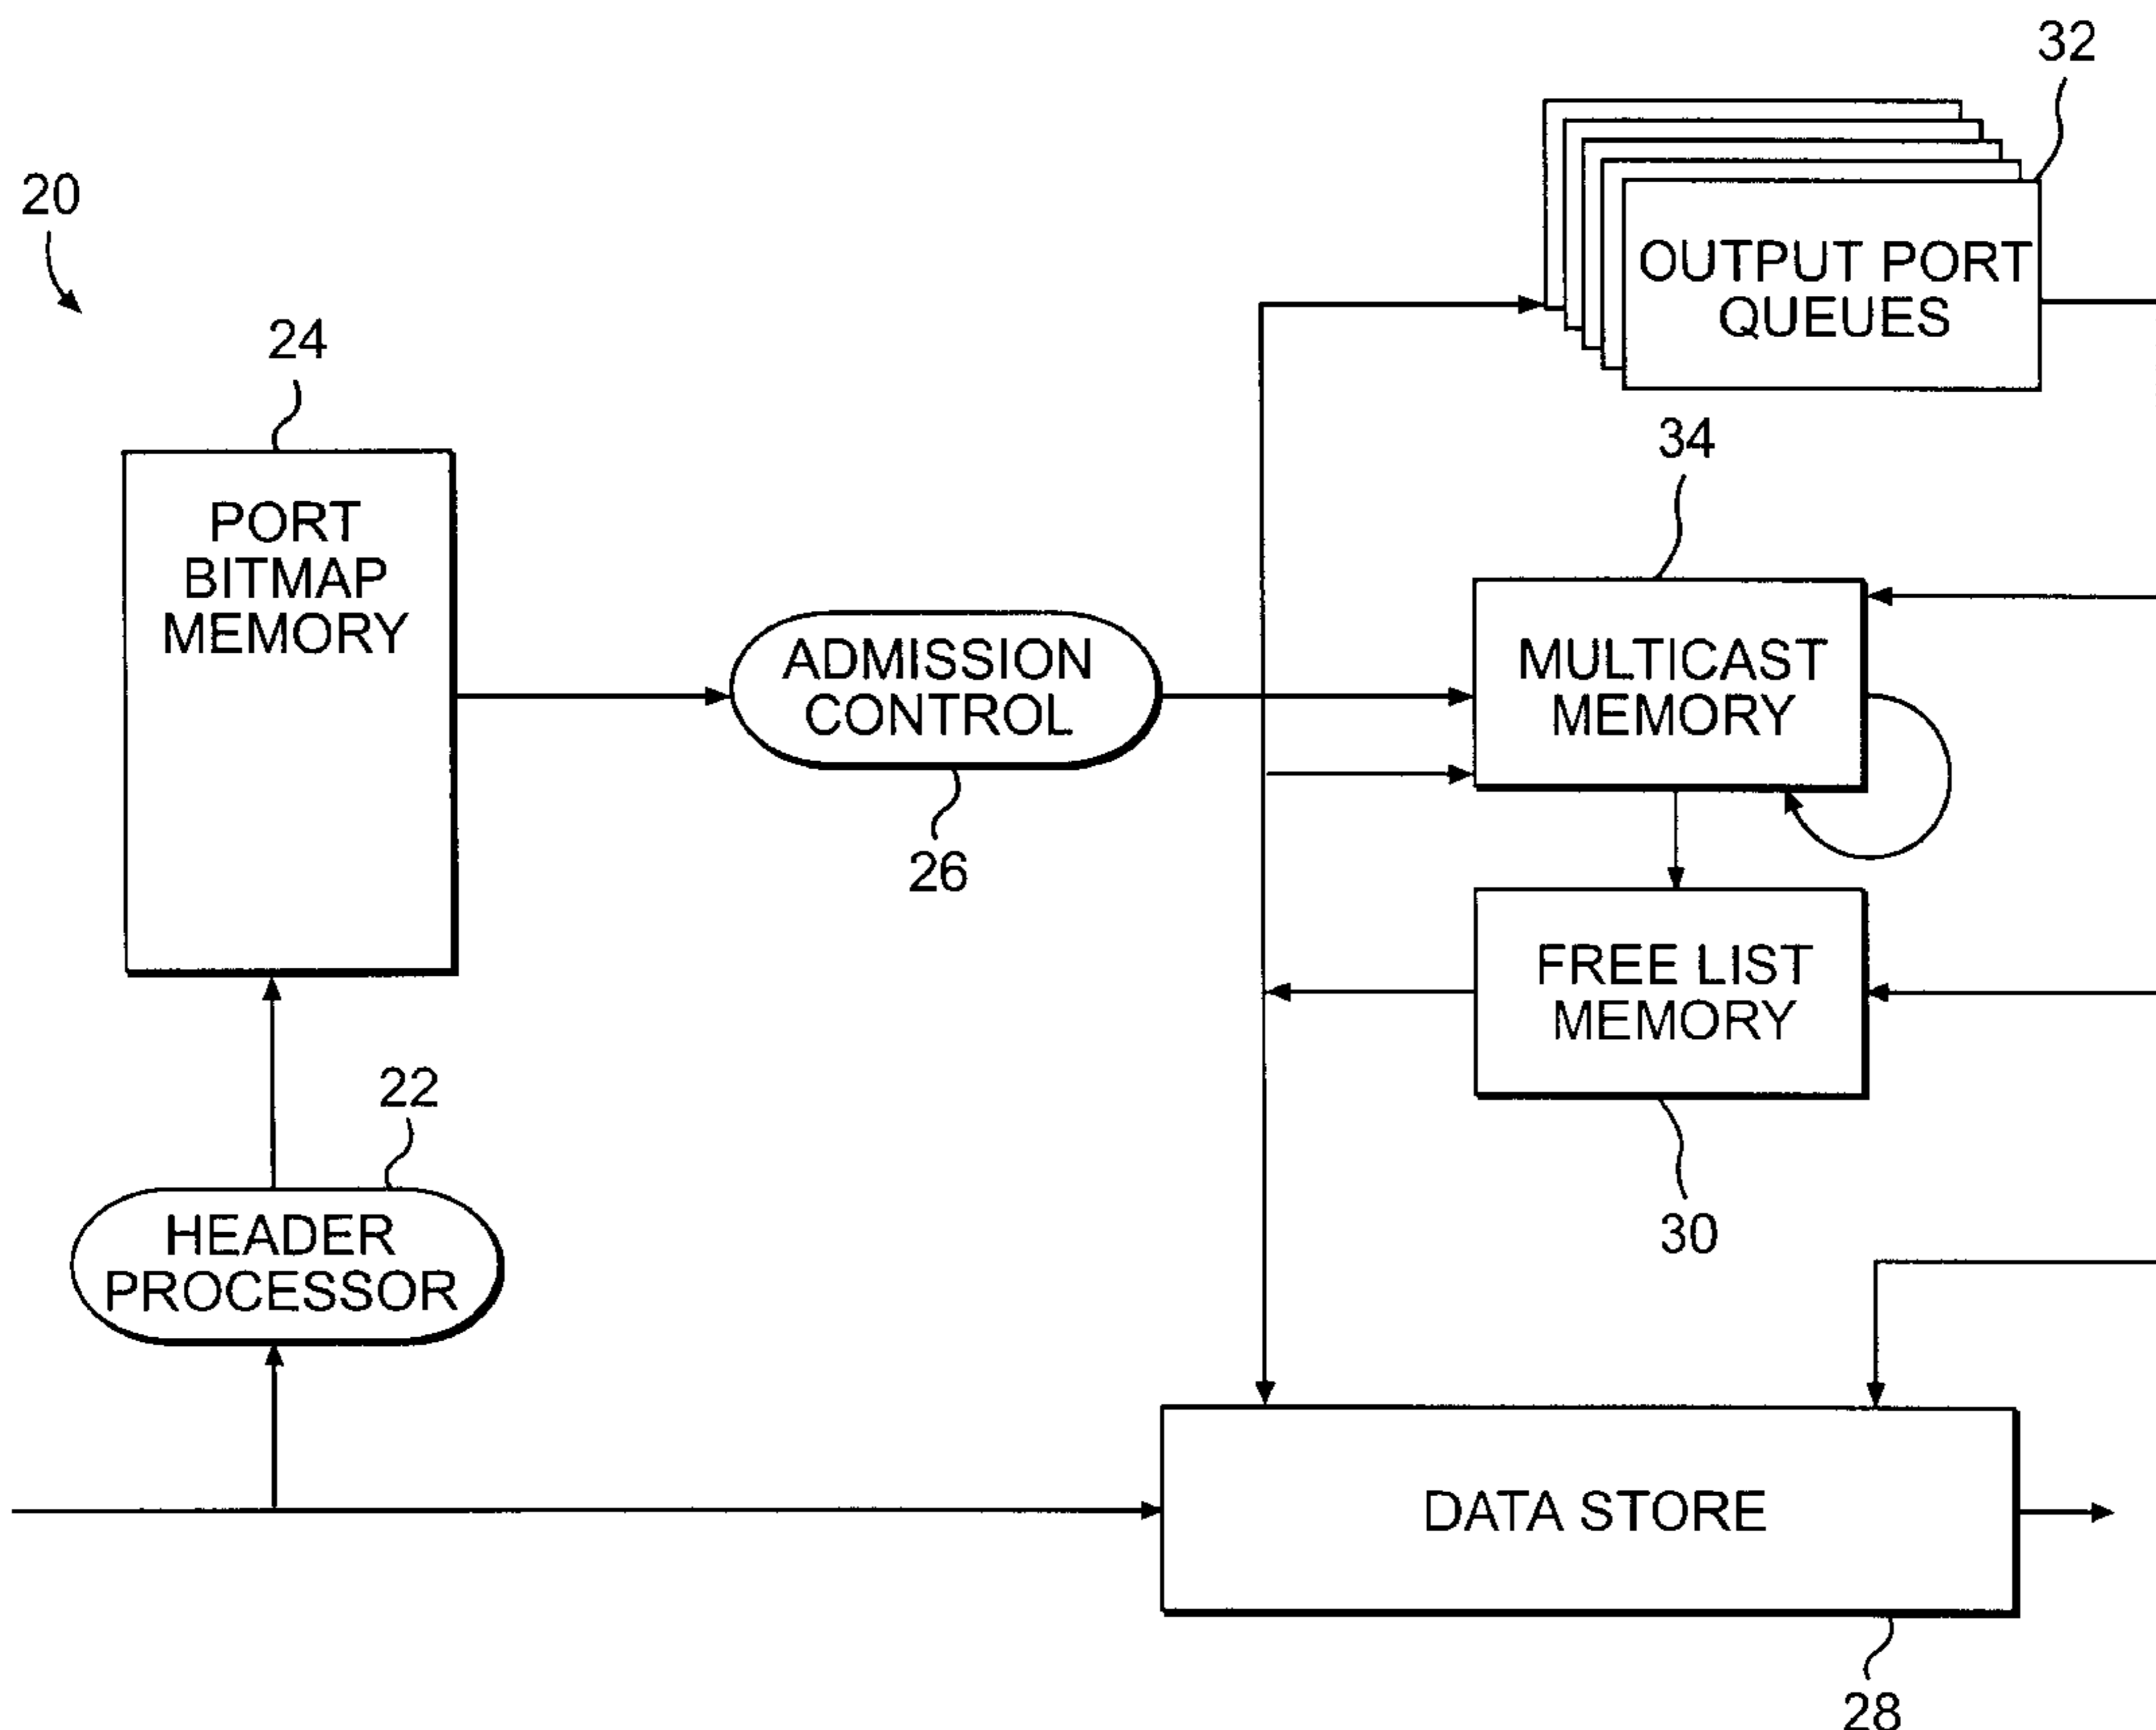 32
20
OUTPUT PORT
QUEUES
24
34
PORT
BITMAP
MEMORY
ADMISSION
CONTROL
MULTICAST
MEMORY
26
FREE LIST
MEMORY
22
30
HEADER
PROCESSOR
DATA STORE
28